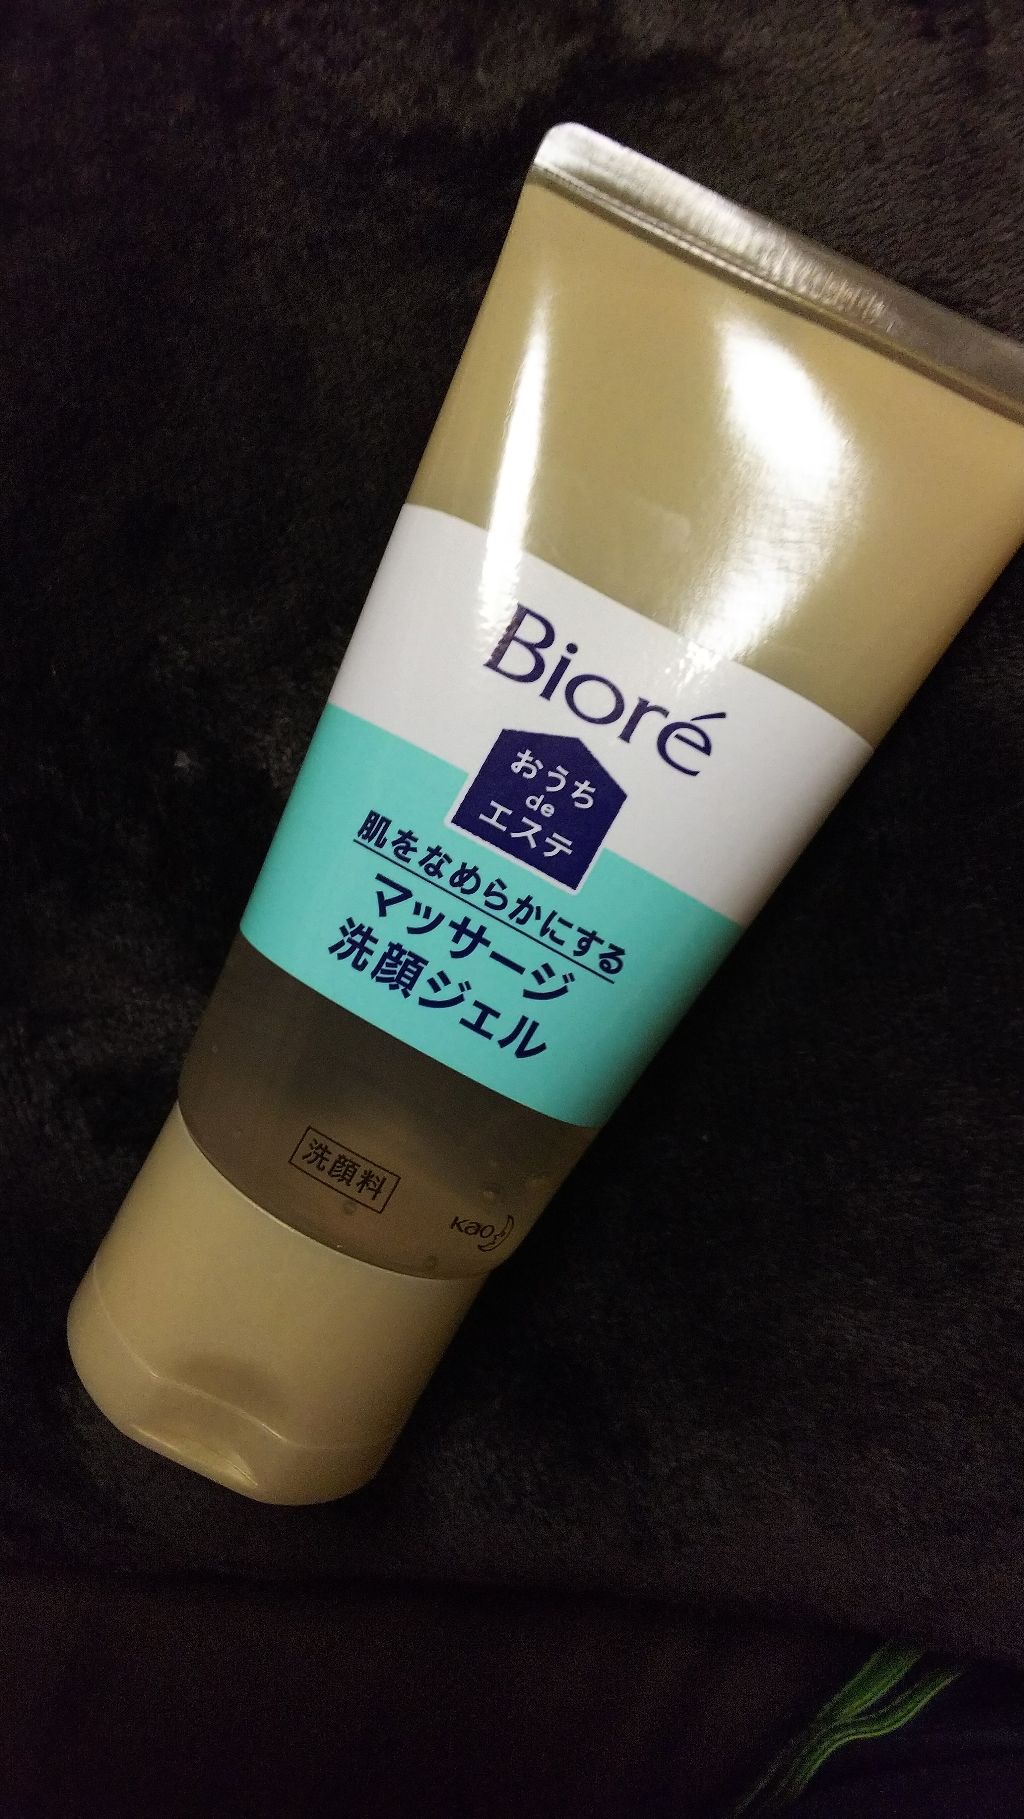 Bioré
おうち
de
エステ
肌をなめらかにする
マッサージ
洗顔ジェル
洗顔料
Kao